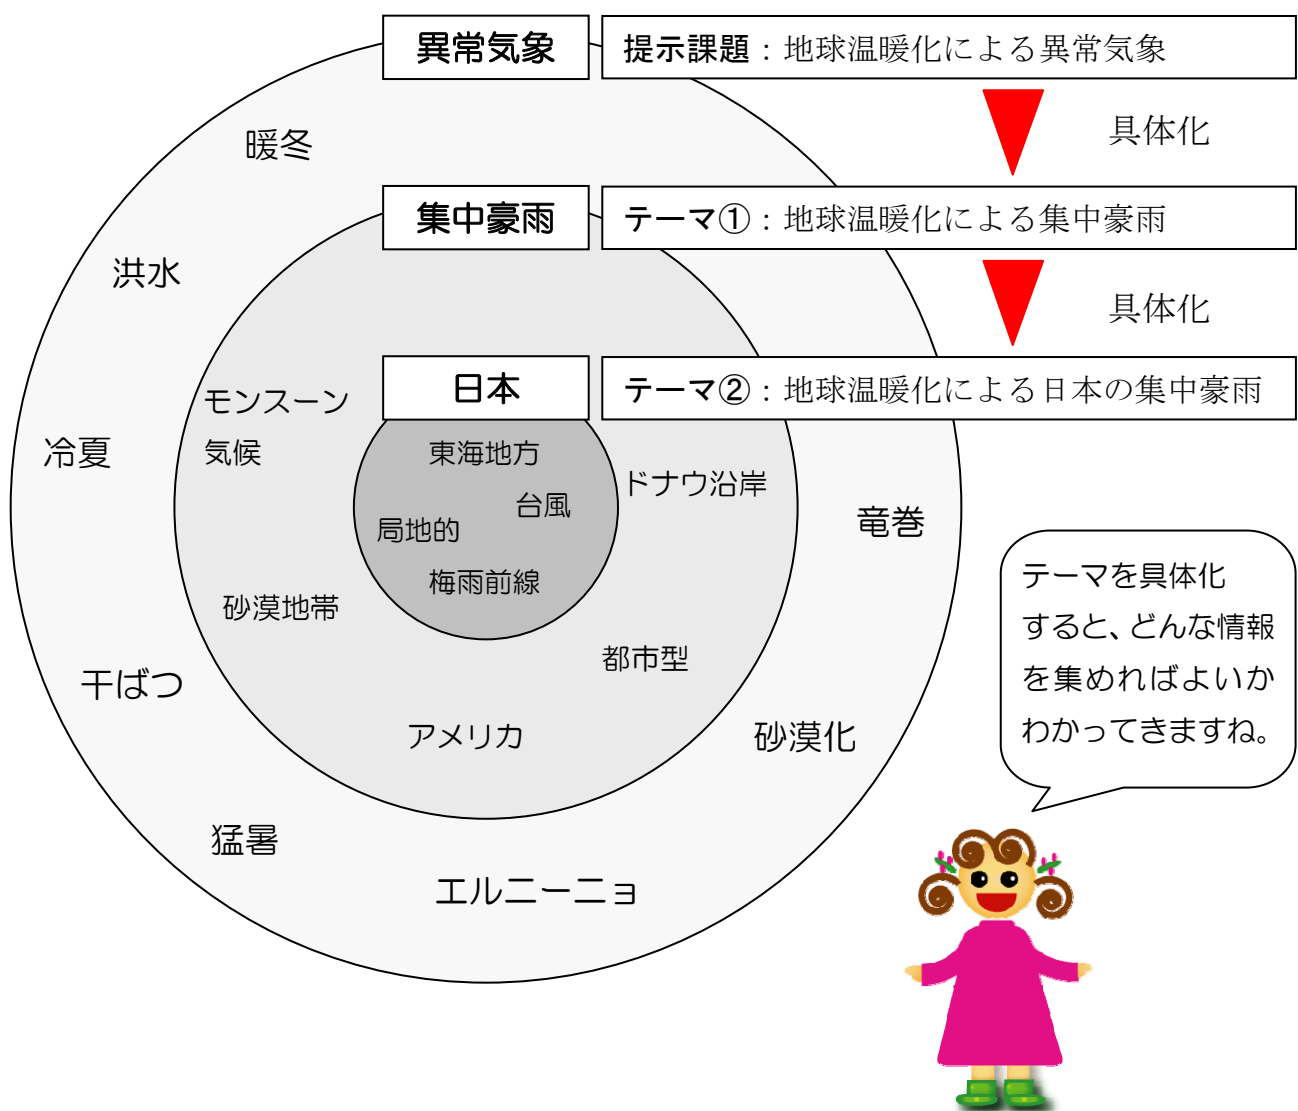 異常気象
提示課題：地球温暖化による異常気象
具体化
暖冬
集中豪雨
テーマ①：地球温暖化による集中豪雨
洪水
具体化
日本
テーマ②：地球温暖化による日本の集中豪雨
モンスーン
気候
冷夏
東海地方
ドナウ沿岸
台風
局地的
竜巻
梅雨前線
砂漠地帯
都市型
干ばつ
アメリカ
砂漠化
猛暑
エルニーニョ
テーマを具体化
すると、どんな情報
を集めればよいか
わかってきますね。